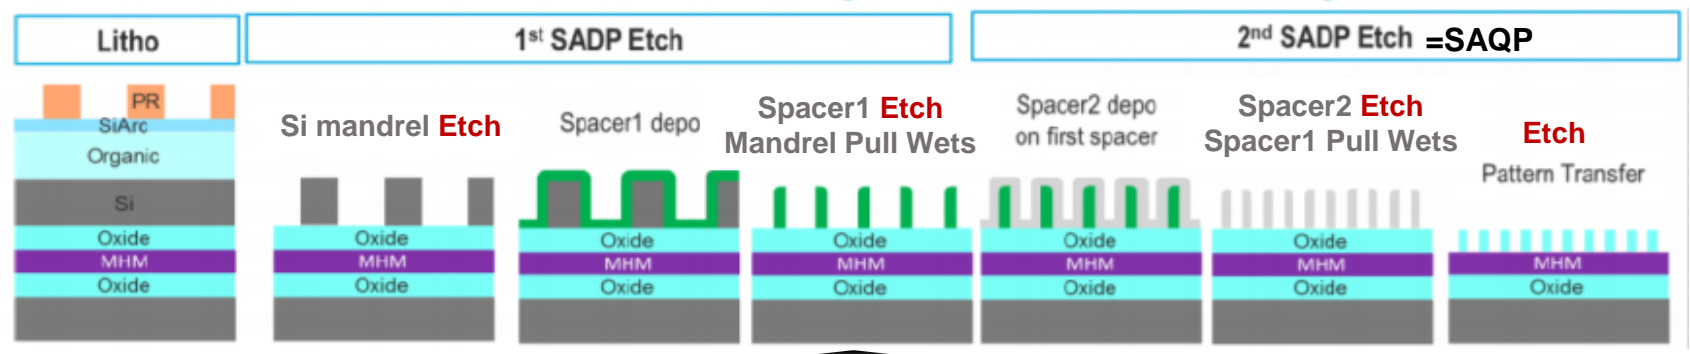 Litho
1st SADP Etch
2nd SADP Etch =SAQP
PR
SiArc
Organic
Si
Oxide
MHM
Oxide
Si mandrel Etch
Oxide
MHM
Oxide
Spacer1 depo
Oxide
MHM
Oxide
Spacer1 Etch
Mandrel Pull Wets
Oxide
MHM
Oxide
Spacer2 depo
on first spacer
Oxide
MHM
Oxide
Spacer2 Etch
Spacer1 Pull Wets
Oxide
MHM
Oxide
Etch
Pattern Transfer
MHM
Oxide